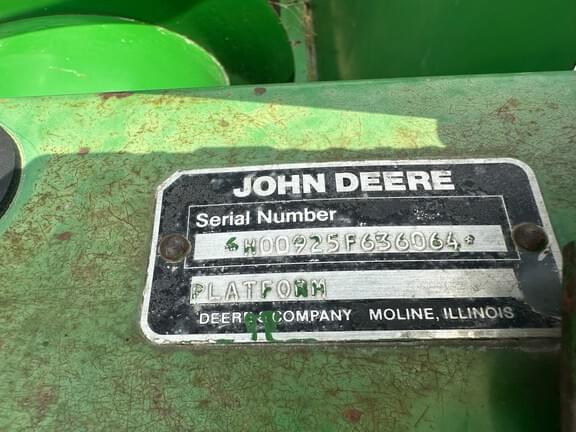 JOHN DEERE
Serial Number
*H00925F636064*
PLATFORM
DEERE & COMPANY MOLINE, ILLINOIS